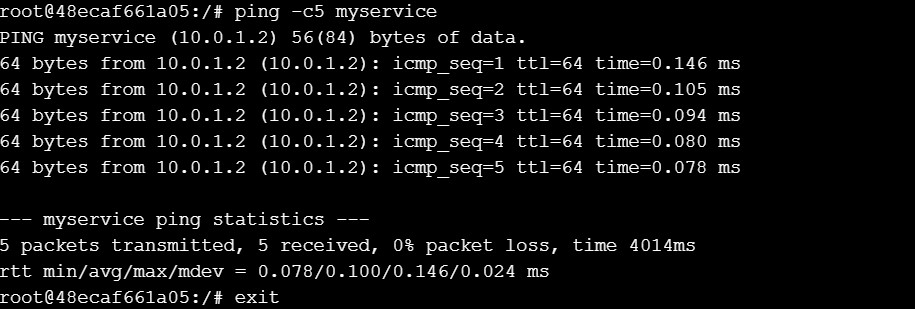 root@48ecaf661a05:/# ping -c5 myservice
PING myservice (10.0.1.2) 56(84) bytes of data.
64 bytes from 10.0.1.2 (10.0.1.2): icmp_seq=1 ttl=64 time=0.146 ms
64 bytes from 10.0.1.2 (10.0.1.2): icmp_seq=2 ttl=64 time=0.105 ms
64 bytes from 10.0.1.2 (10.0.1.2): icmp_seq=3 ttl=64 time=0.094 ms
64 bytes from 10.0.1.2 (10.0.1.2): icmp_seq=4 ttl=64 time=0.080 ms
64 bytes from 10.0.1.2 (10.0.1.2): icmp_seq=5 ttl=64 time=0.078 ms
--- myservice ping statistics ---
5 packets transmitted, 5 received, 0% packet loss, time 4014ms
rtt min/avg/max/mdev = 0.078/0.100/0.146/0.024 ms
root@48ecaf661a05:/# exit